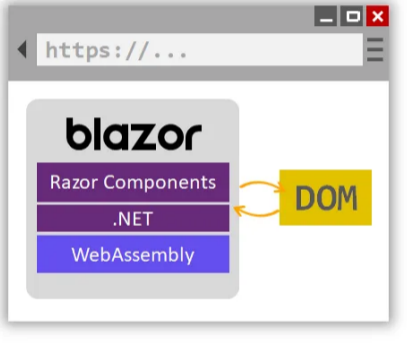 https://...
blazor
Razor Components
.NET
WebAssembly
DOM